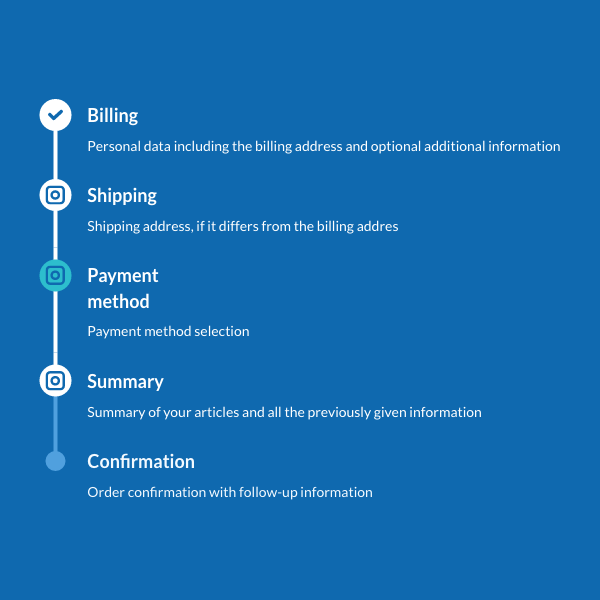 Billing
Personal data including the billing address and optional additional information
Shipping
Shipping address, if it differs from the billing addres
Payment
method
Payment method selection
Summary
Summary of your articles and all the previously given information
Confirmation
Order confirmation with follow-up information